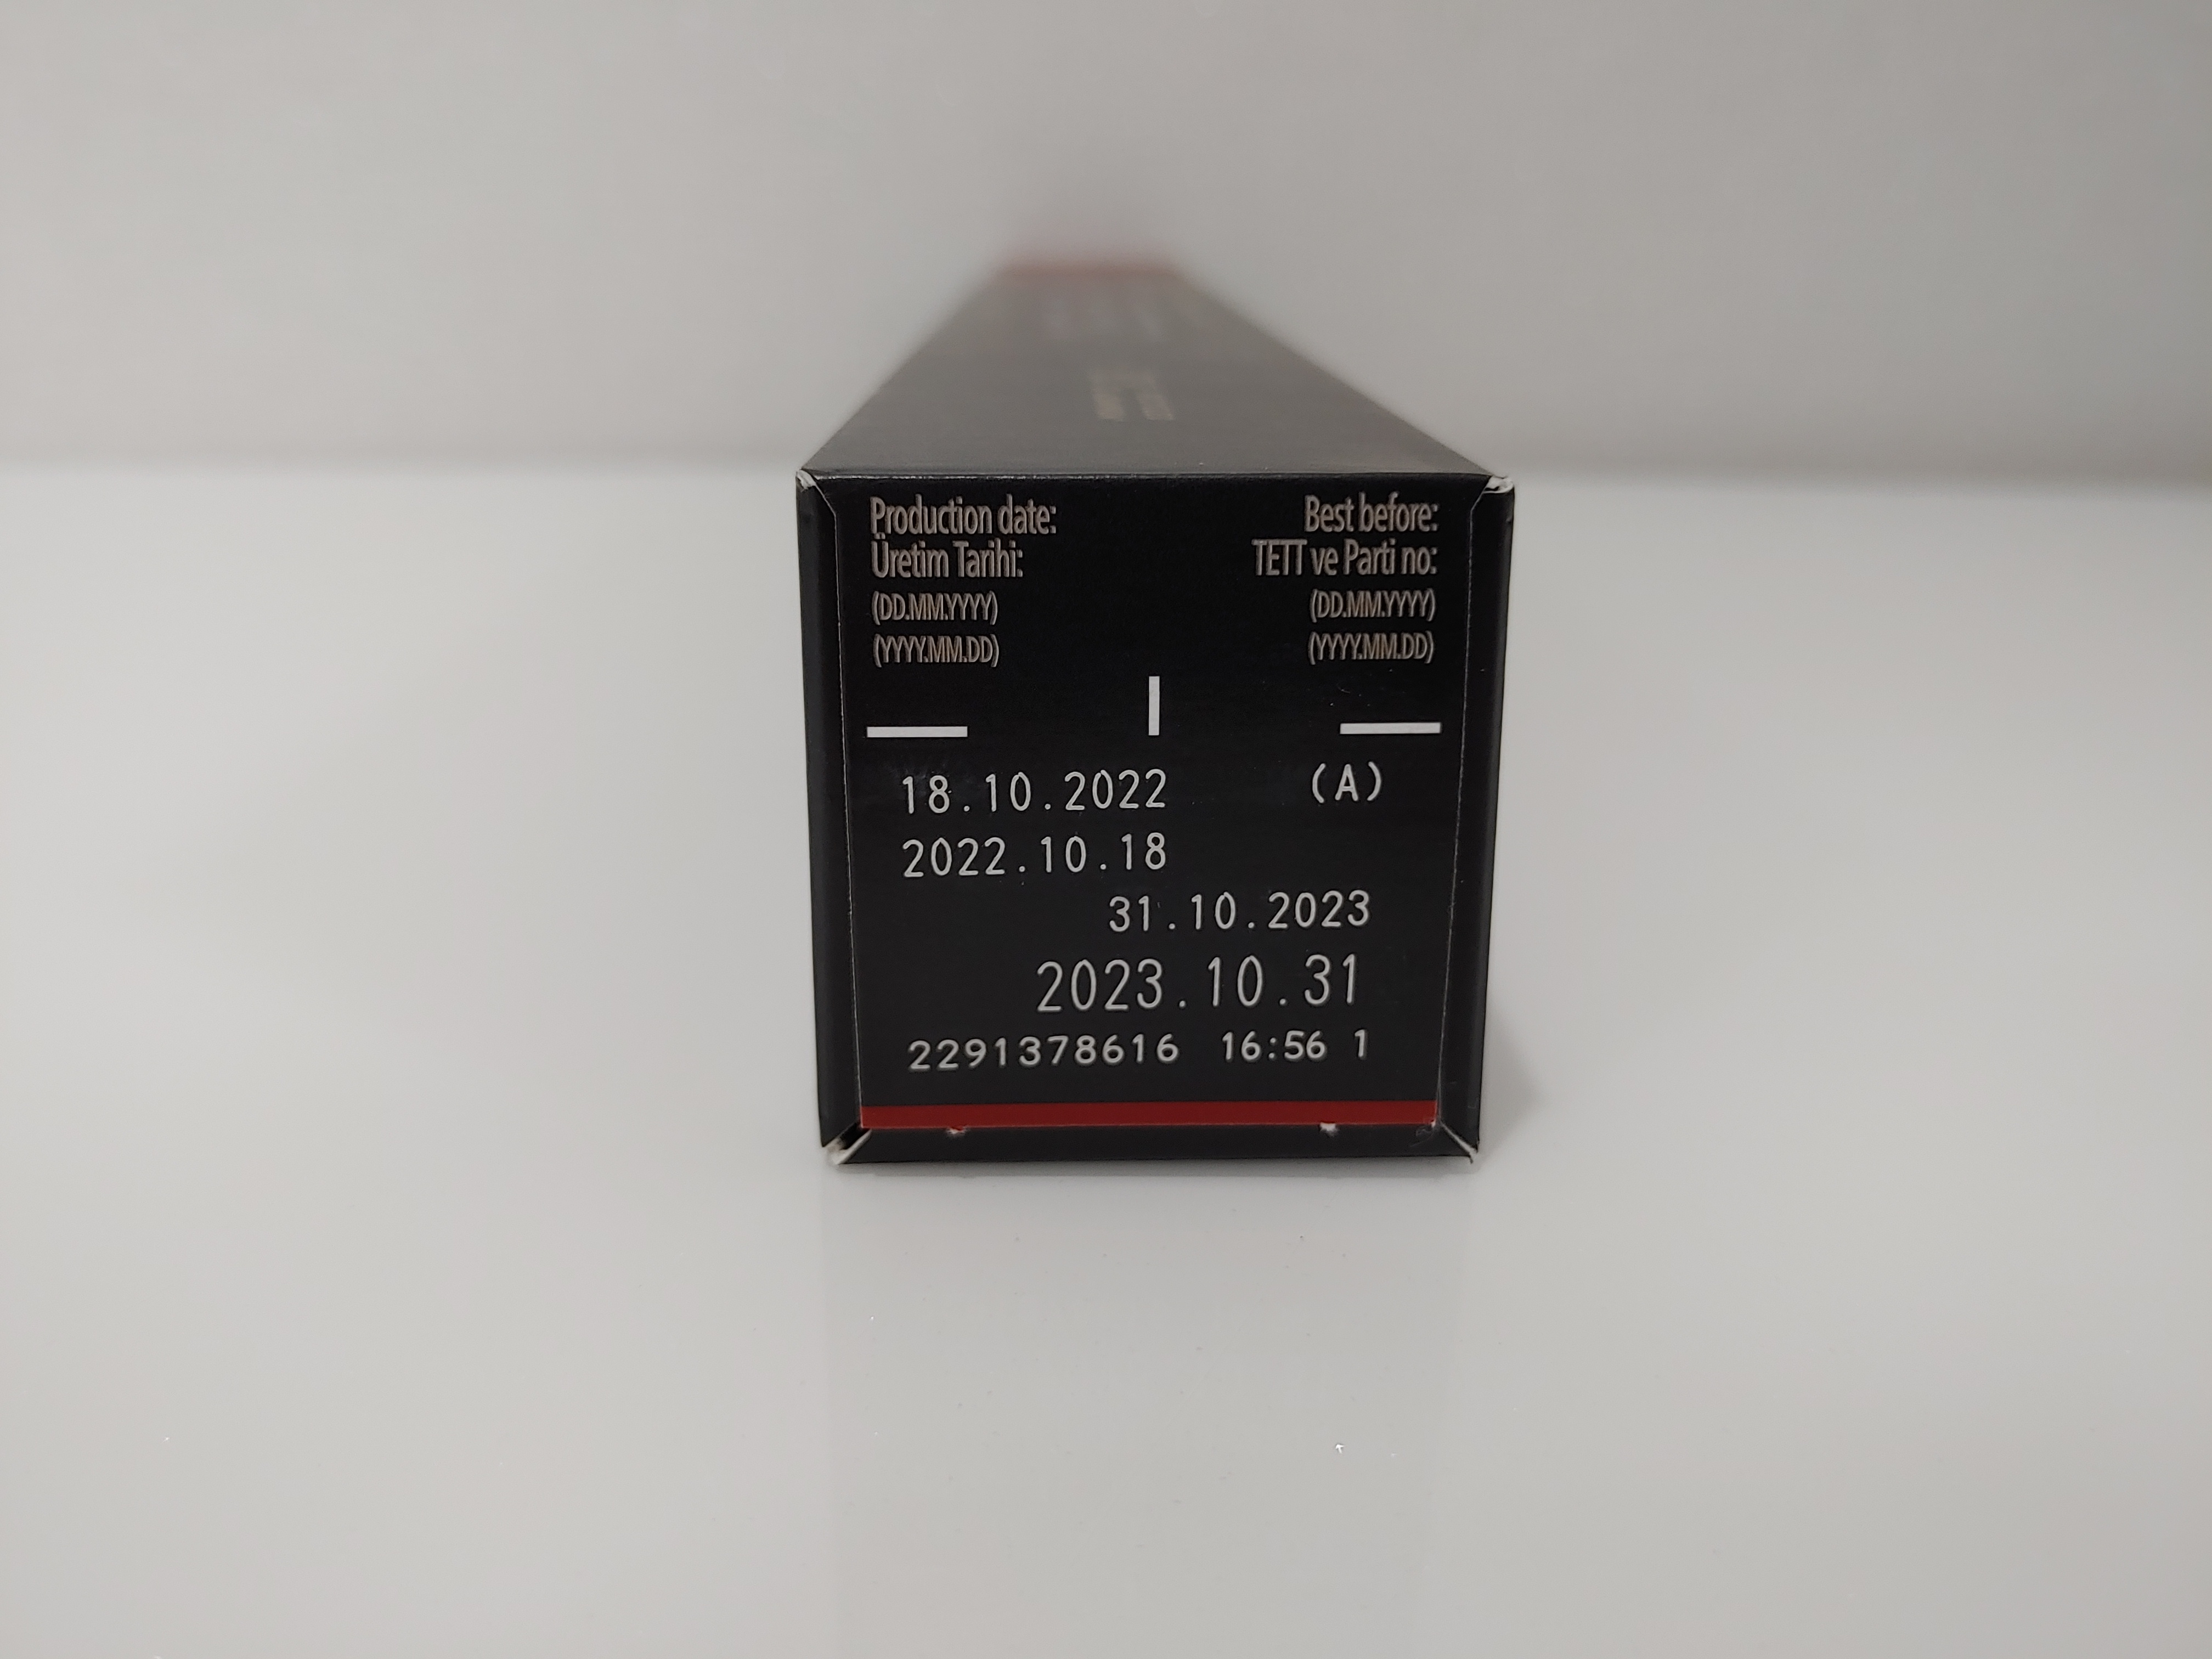 Production date:
Üretim Tarihi:
(DD.MM.YYYY)
(YYYY.MM.DD)
Best before:
TETT ve Parti no:
(DD.MM.YYYY)
(YYYY.MM.DD)
18.10.2022 (A)
2022.10.18
31.10.2023
2023.10.31
2291378616 16:56 1